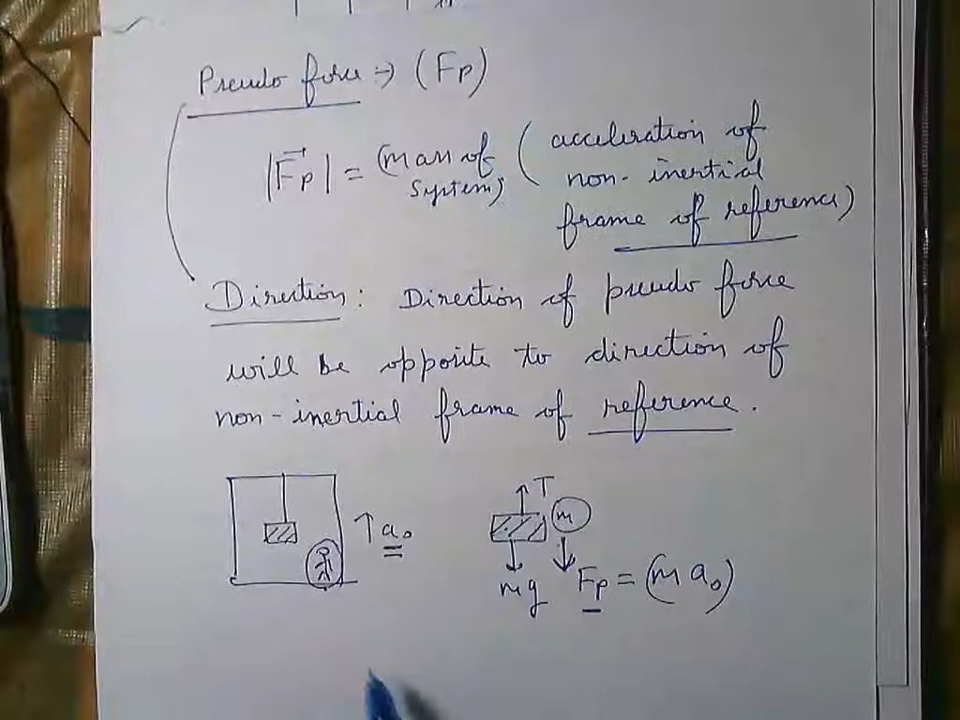 Pseudo force :-> (Fp)
|F⃗p| = (mass of system) (acceleration of non-inertial frame of reference)
Direction: Direction of pseudo force
will be opposite to direction of
non-inertial frame of reference.
↑ a₀
T
m
mg Fp = (m a₀)